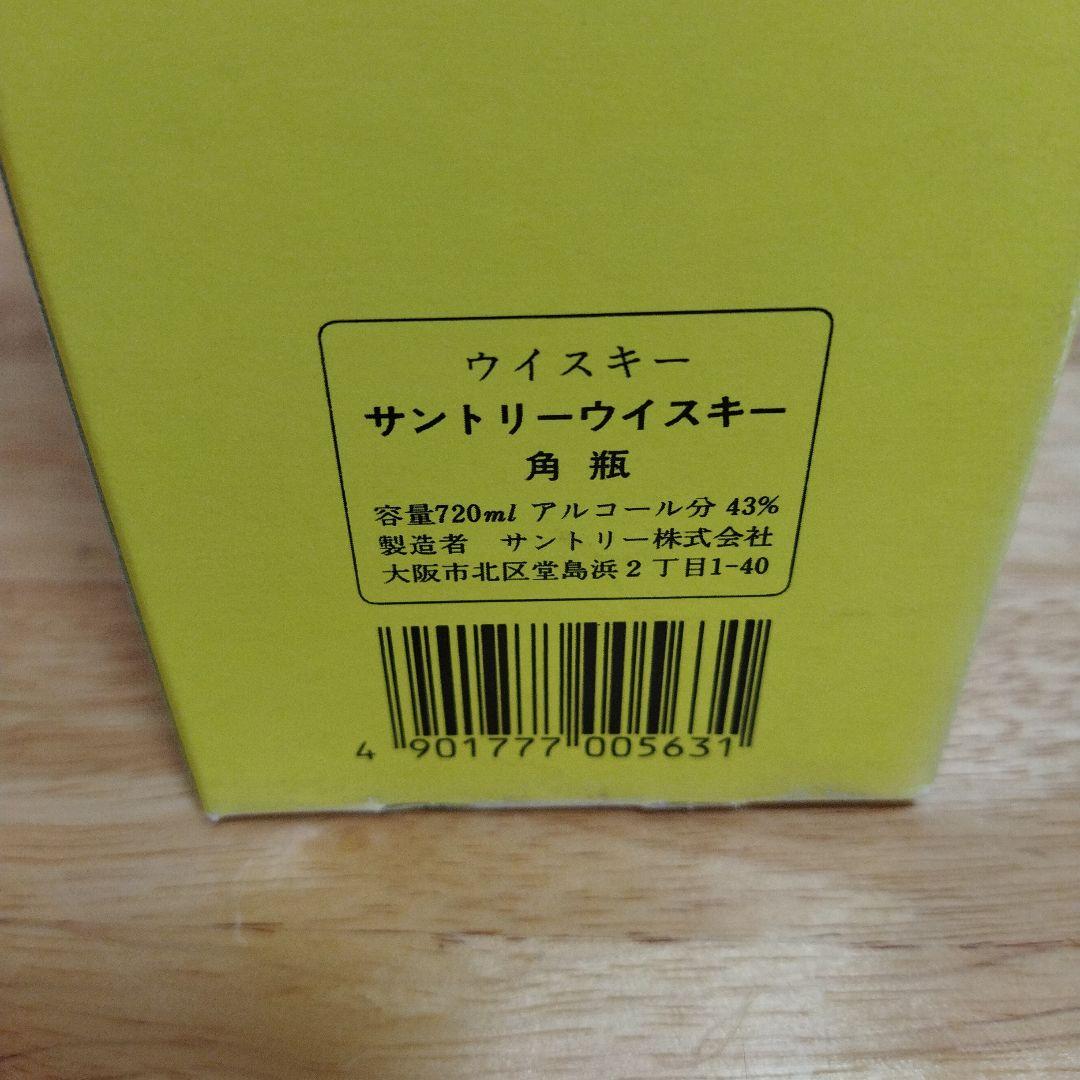 ウイスキー
サントリーウイスキー
角瓶
容量720ml アルコール分 43%
製造者 サントリー株式会社
大阪市北区堂島浜2丁目1-40
4 901777 005631